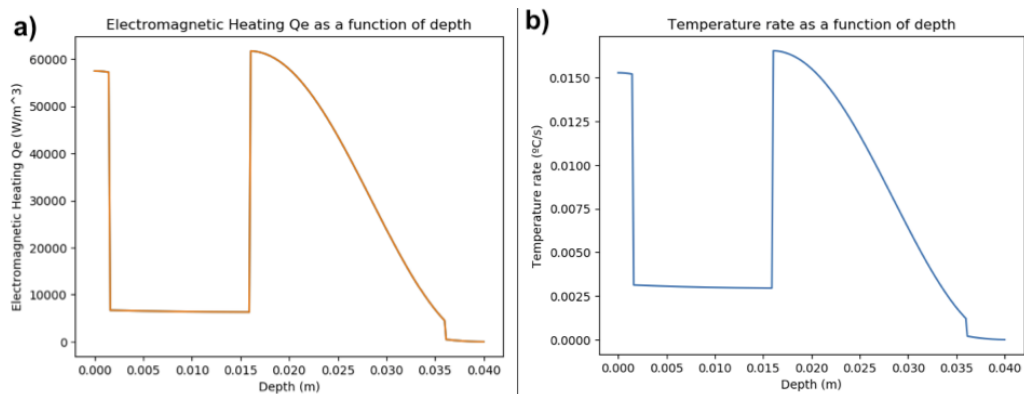 a)
Electromagnetic Heating Qe as a function of depth
Electromagnetic Heating Qe (W/m^3)
60000
50000
40000
30000
20000
10000
0
0.000 0.005 0.010 0.015 0.020 0.025 0.030 0.035 0.040
Depth (m)
b)
Temperature rate as a function of depth
Temperature rate (ºC/s)
0.0150
0.0125
0.0100
0.0075
0.0050
0.0025
0.0000
0.000 0.005 0.010 0.015 0.020 0.025 0.030 0.035 0.040
Depth (m)